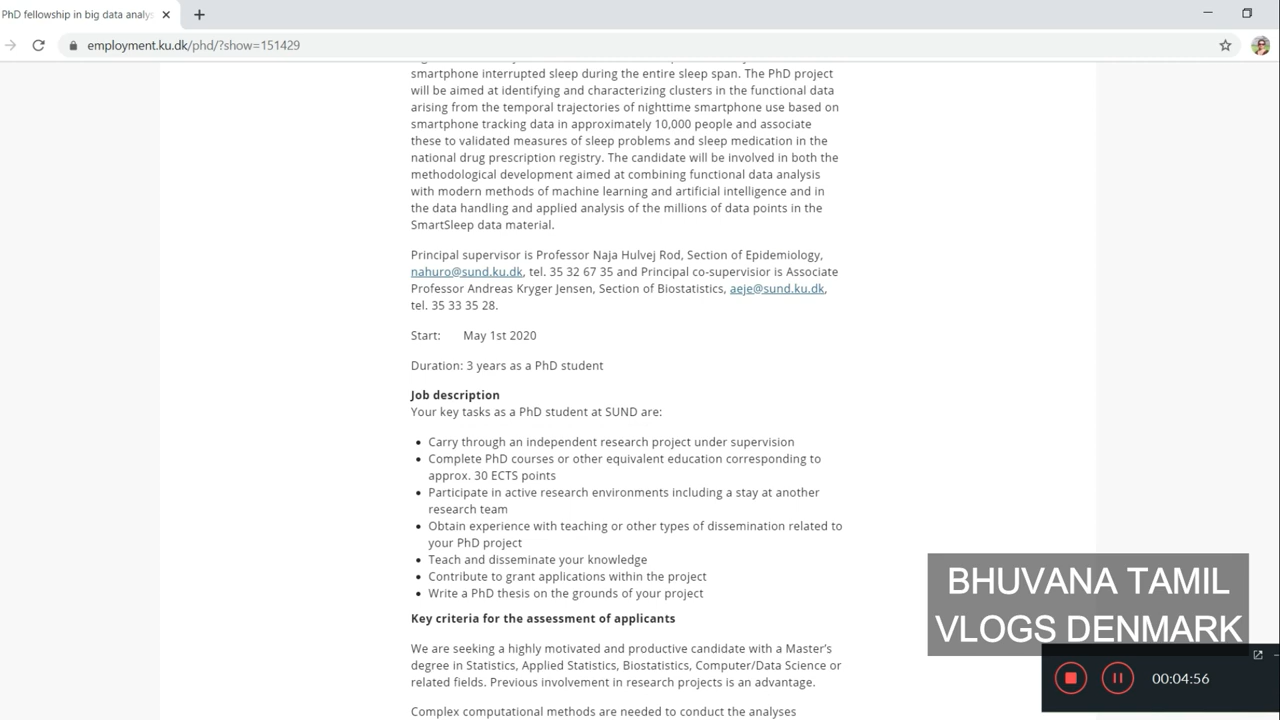 PhD fellowship in big data analys
employment.ku.dk/phd/?show=151429
smartphone interrupted sleep during the entire sleep span. The PhD project
will be aimed at identifying and characterizing clusters in the functional data
arising from the temporal trajectories of nighttime smartphone use based on
smartphone tracking data in approximately 10,000 people and associate
these to validated measures of sleep problems and sleep medication in the
national drug prescription registry. The candidate will be involved in both the
methodological development aimed at combining functional data analysis
with modern methods of machine learning and artificial intelligence and in
the data handling and applied analysis of the millions of data points in the
SmartSleep data material.
Principal supervisor is Professor Naja Hulvej Rod, Section of Epidemiology,
nahuro@sund.ku.dk, tel. 35 32 67 35 and Principal co-supervisior is Associate
Professor Andreas Kryger Jensen, Section of Biostatistics, aeje@sund.ku.dk,
tel. 35 33 35 28.
Start: May 1st 2020
Duration: 3 years as a PhD student
Job description
Your key tasks as a PhD student at SUND are:
• Carry through an independent research project under supervision
• Complete PhD courses or other equivalent education corresponding to
approx. 30 ECTS points
• Participate in active research environments including a stay at another
research team
• Obtain experience with teaching or other types of dissemination related to
your PhD project
• Teach and disseminate your knowledge
• Contribute to grant applications within the project
• Write a PhD thesis on the grounds of your project
Key criteria for the assessment of applicants
We are seeking a highly motivated and productive candidate with a Master's
degree in Statistics, Applied Statistics, Biostatistics, Computer/Data Science or
related fields. Previous involvement in research projects is an advantage.
Complex computational methods are needed to conduct the analyses
BHUVANA TAMIL
VLOGS DENMARK
00:04:56